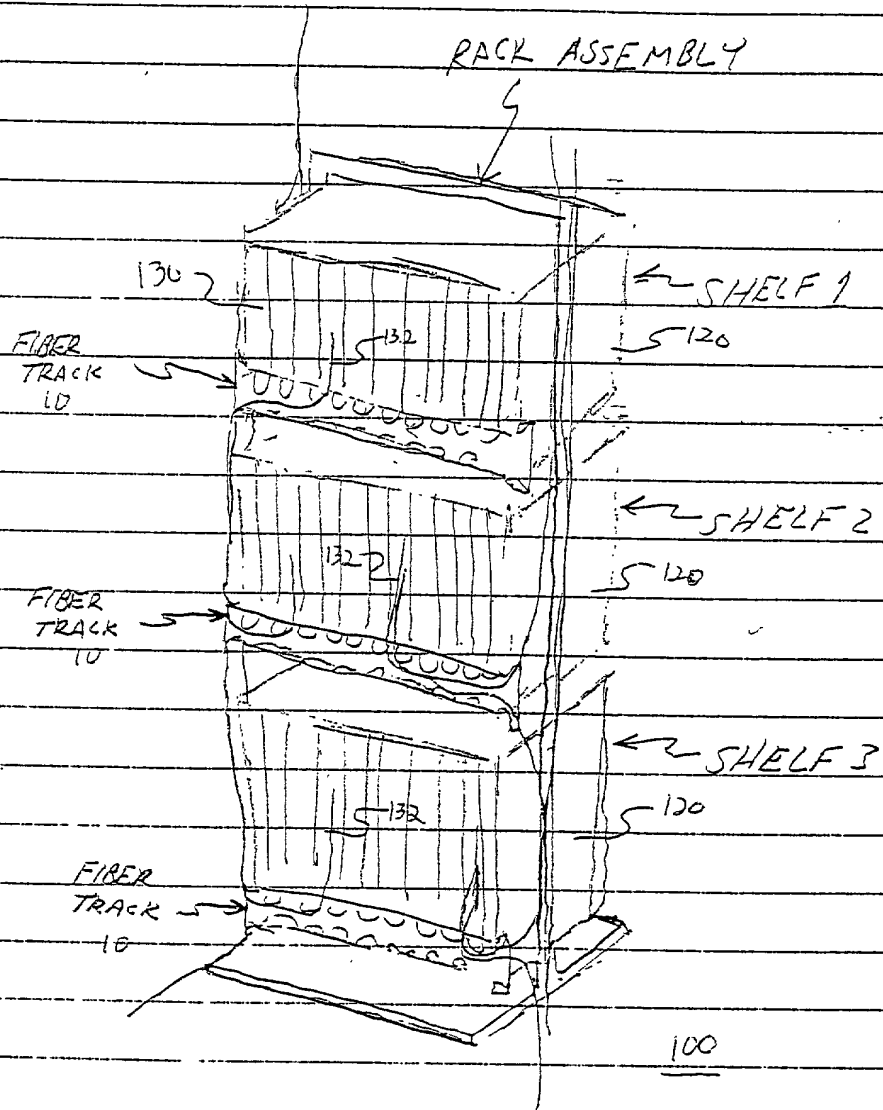 RACK ASSEMBLY
130
SHELF 1
FIBER
TRACK
10
132
120
SHELF 2
132
120
FIBER
TRACK
10
SHELF 3
132
120
FIBER
TRACK
10
100